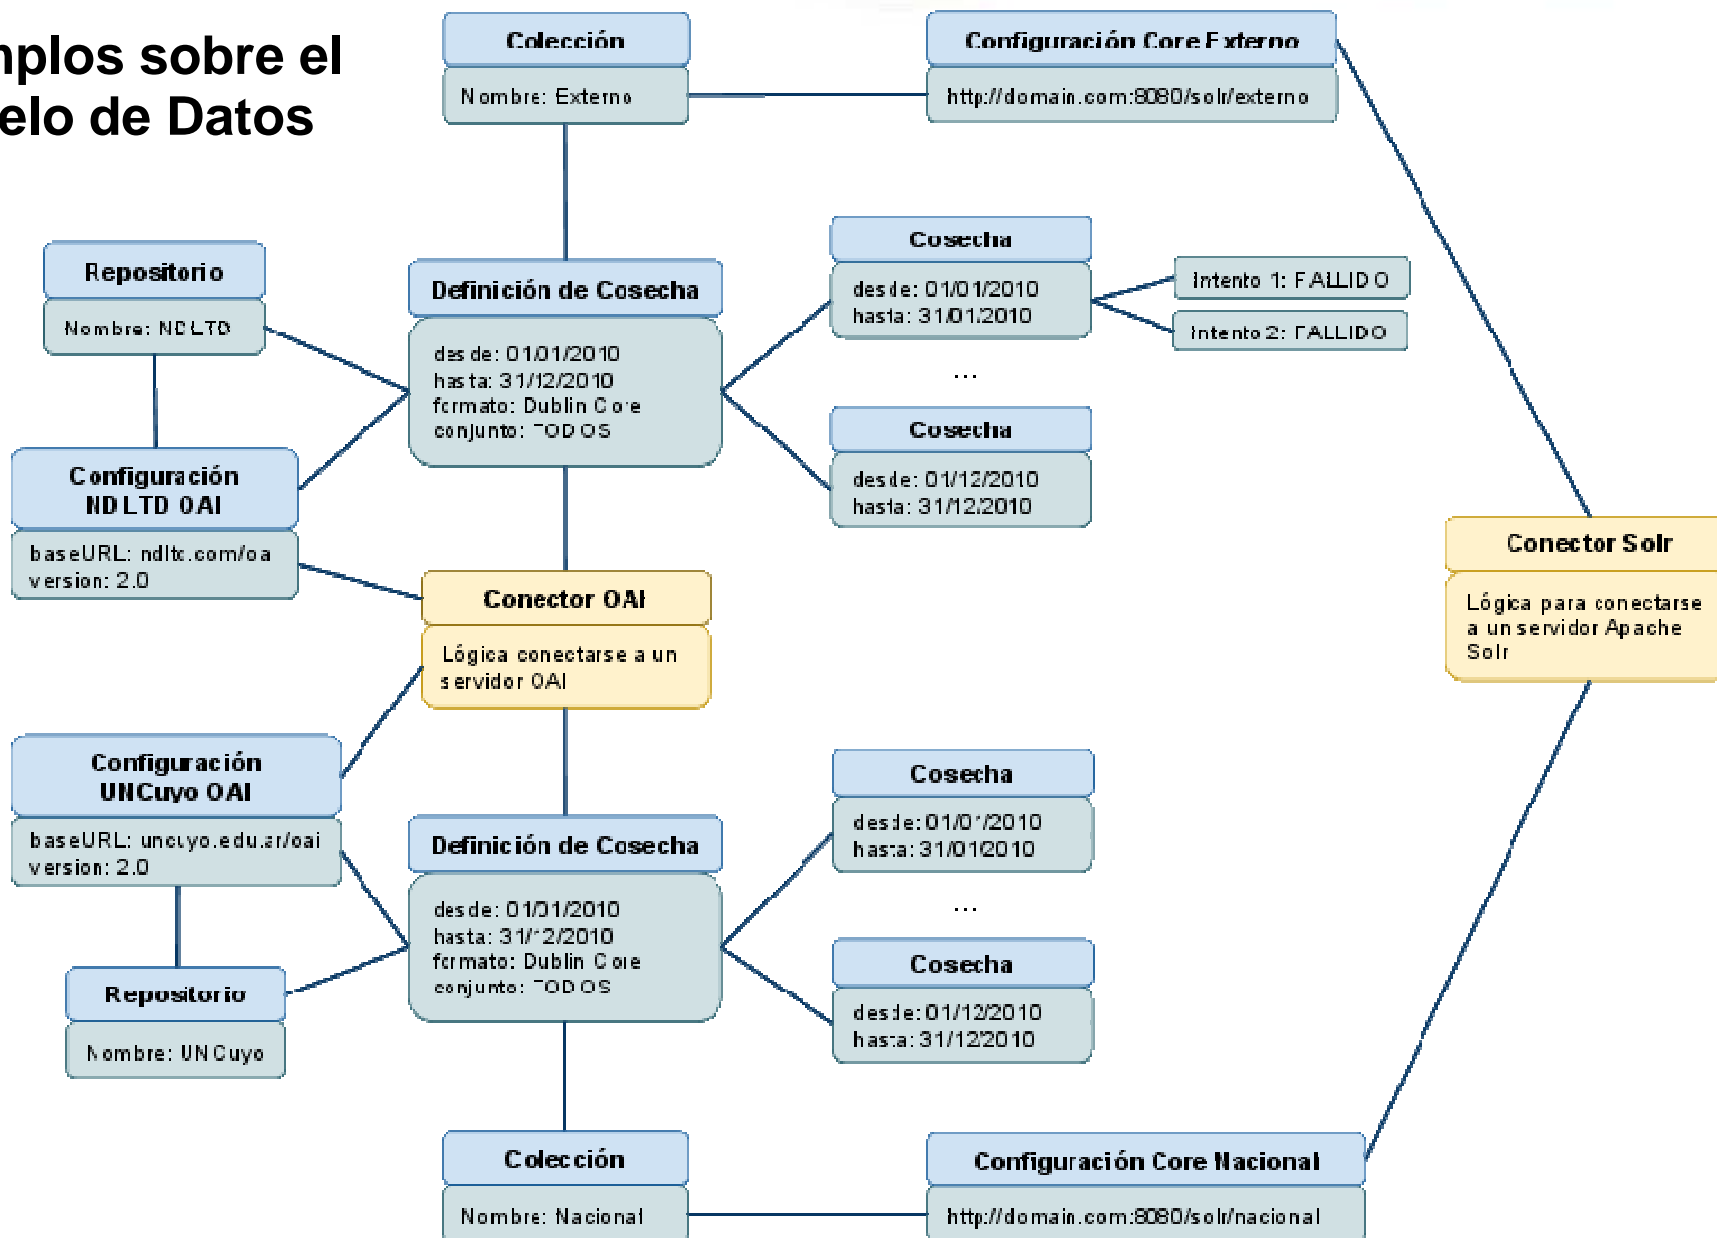 mplos sobre el
elo de Datos
Colección
Nombre: Externo
Configuración Core Externo
http://domain.com:8080/solr/externo
Repositorio
Nombre: NDLTD
Definición de Cosecha
desde: 01/01/2010
hasta: 31/12/2010
formato: Dublin Core
conjunto: TODOS
Cosecha
desde: 01/01/2010
hasta: 31/01/2010
Intento 1: FALLIDO
Intento 2: FALLIDO
...
Cosecha
desde: 01/12/2010
hasta: 31/12/2010
Configuración
NDLTD OAI
baseURL: ndltd.com/oa
version: 2.0
Conector OAI
Lógica conectarse a un
servidor OAI
Conector Solr
Lógica para conectarse
a un servidor Apache
Solr
Configuración
UNCuyo OAI
baseURL: uncuyo.edu.ar/oai
version: 2.0
Repositorio
Nombre: UNCuyo
Definición de Cosecha
desde: 01/01/2010
hasta: 31/12/2010
formato: Dublin Core
conjunto: TODOS
Cosecha
desde: 01/01/2010
hasta: 31/01/2010
...
Cosecha
desde: 01/12/2010
hasta: 31/12/2010
Colección
Nombre: Nacional
Configuración Core Nacional
http://domain.com:8080/solr/nacional